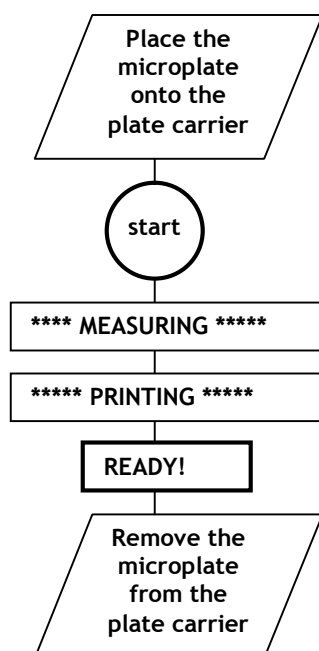 Place the
microplate
onto the
plate carrier
start
**** MEASURING *****
***** PRINTING *****
READY!
Remove the
microplate
from the
plate carrier